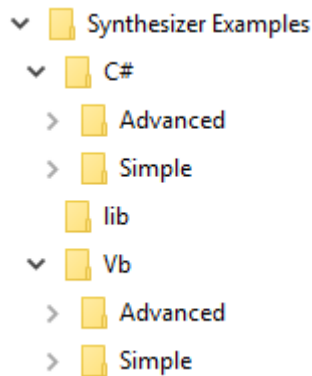 Synthesizer Examples
C#
Advanced
Simple
lib
Vb
Advanced
Simple